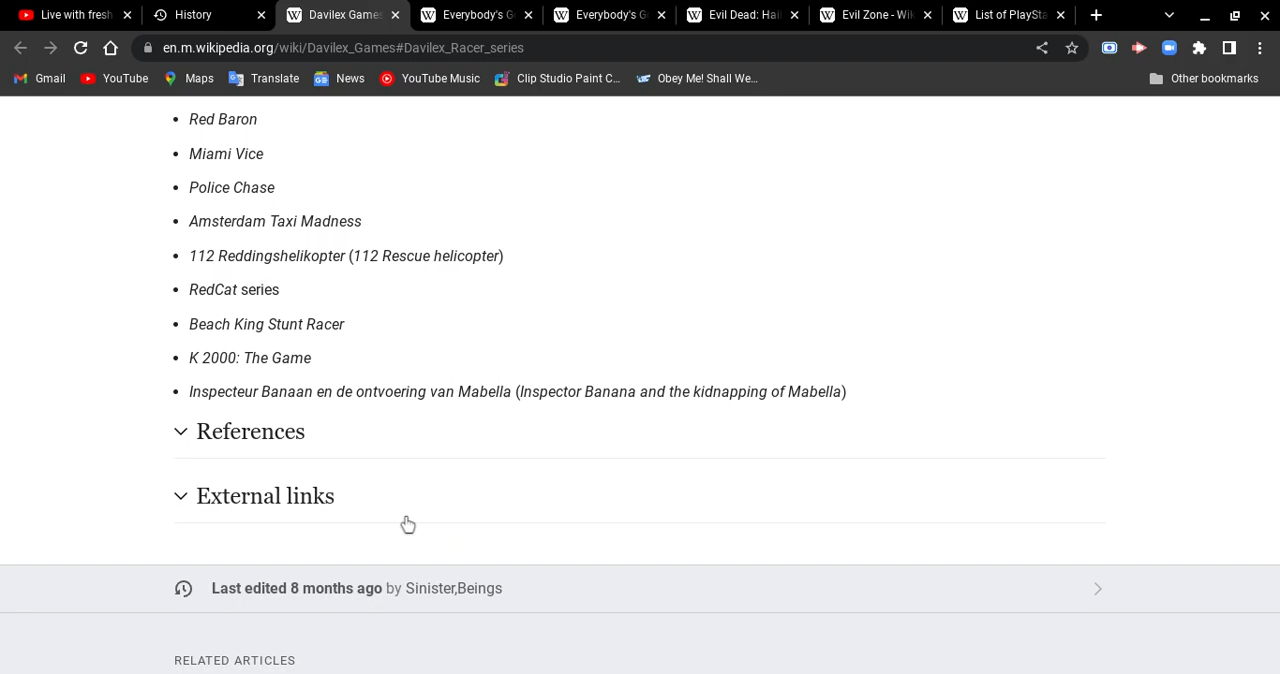 Live with fresh
History
Davilex Games
Everybody's G
Everybody's G
Evil Dead: Hail
Evil Zone - Wik
List of PlaySta
en.m.wikipedia.org/wiki/Davilex_Games#Davilex_Racer_series
Gmail
YouTube
Maps
Translate
News
YouTube Music
Clip Studio Paint C...
Obey Me! Shall We...
Other bookmarks
• Red Baron
• Miami Vice
• Police Chase
• Amsterdam Taxi Madness
• 112 Reddingshelikopter (112 Rescue helicopter)
• RedCat series
• Beach King Stunt Racer
• K 2000: The Game
• Inspecteur Banaan en de ontvoering van Mabella (Inspector Banana and the kidnapping of Mabella)
References
External links
Last edited 8 months ago by Sinister,Beings
RELATED ARTICLES